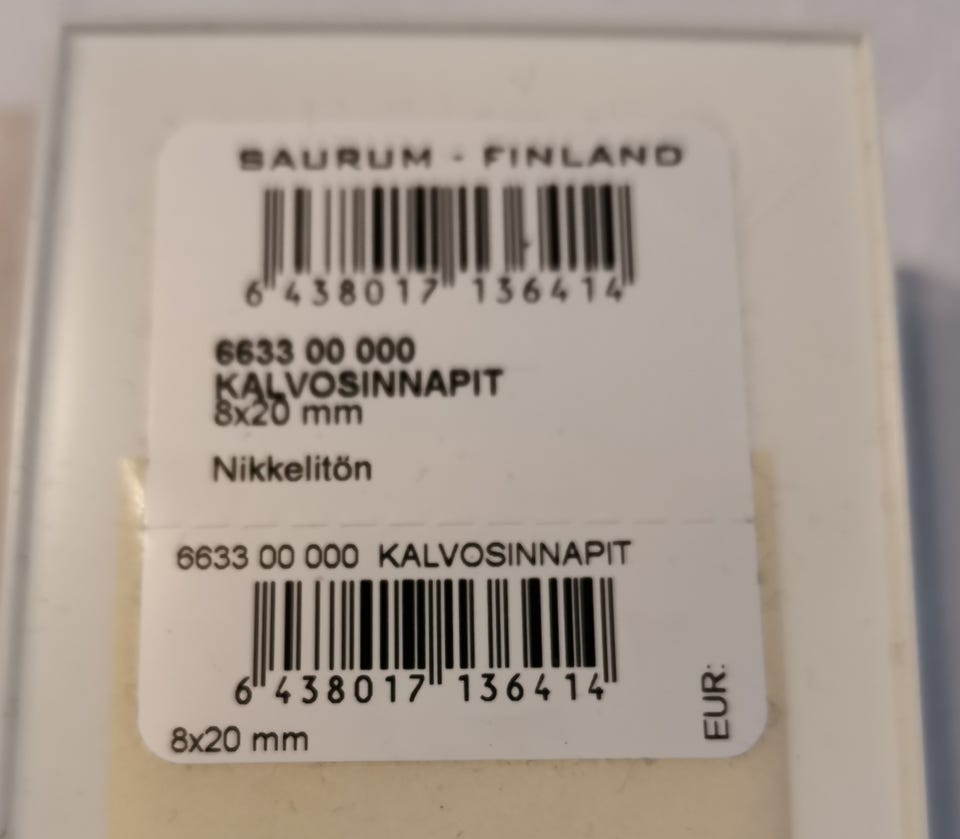 SAURUM - FINLAND
6 438017 136414
6633 00 000
KALVOSINNAPIT
8x20 mm
Nikkelitön
6633 00 000 KALVOSINNAPIT
6 438017 136414
8x20 mm
EUR: